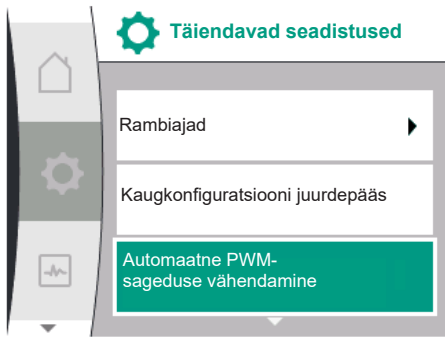 Täiendavad seadistused
Rambiajad
Kaugkonfiguratsiooni juurdepääs
Automaatne PWM-
sageduse vähendamine